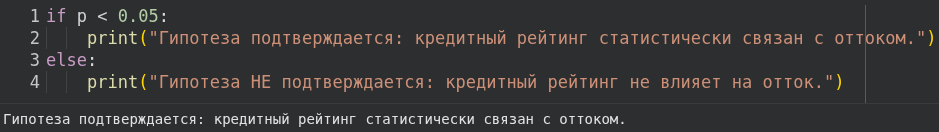 1 if p < 0.05:
2     print("Гипотеза подтверждается: кредитный рейтинг статистически связан с оттоком.")
3 else:
4     print("Гипотеза НЕ подтверждается: кредитный рейтинг не влияет на отток.")
Гипотеза подтверждается: кредитный рейтинг статистически связан с оттоком.